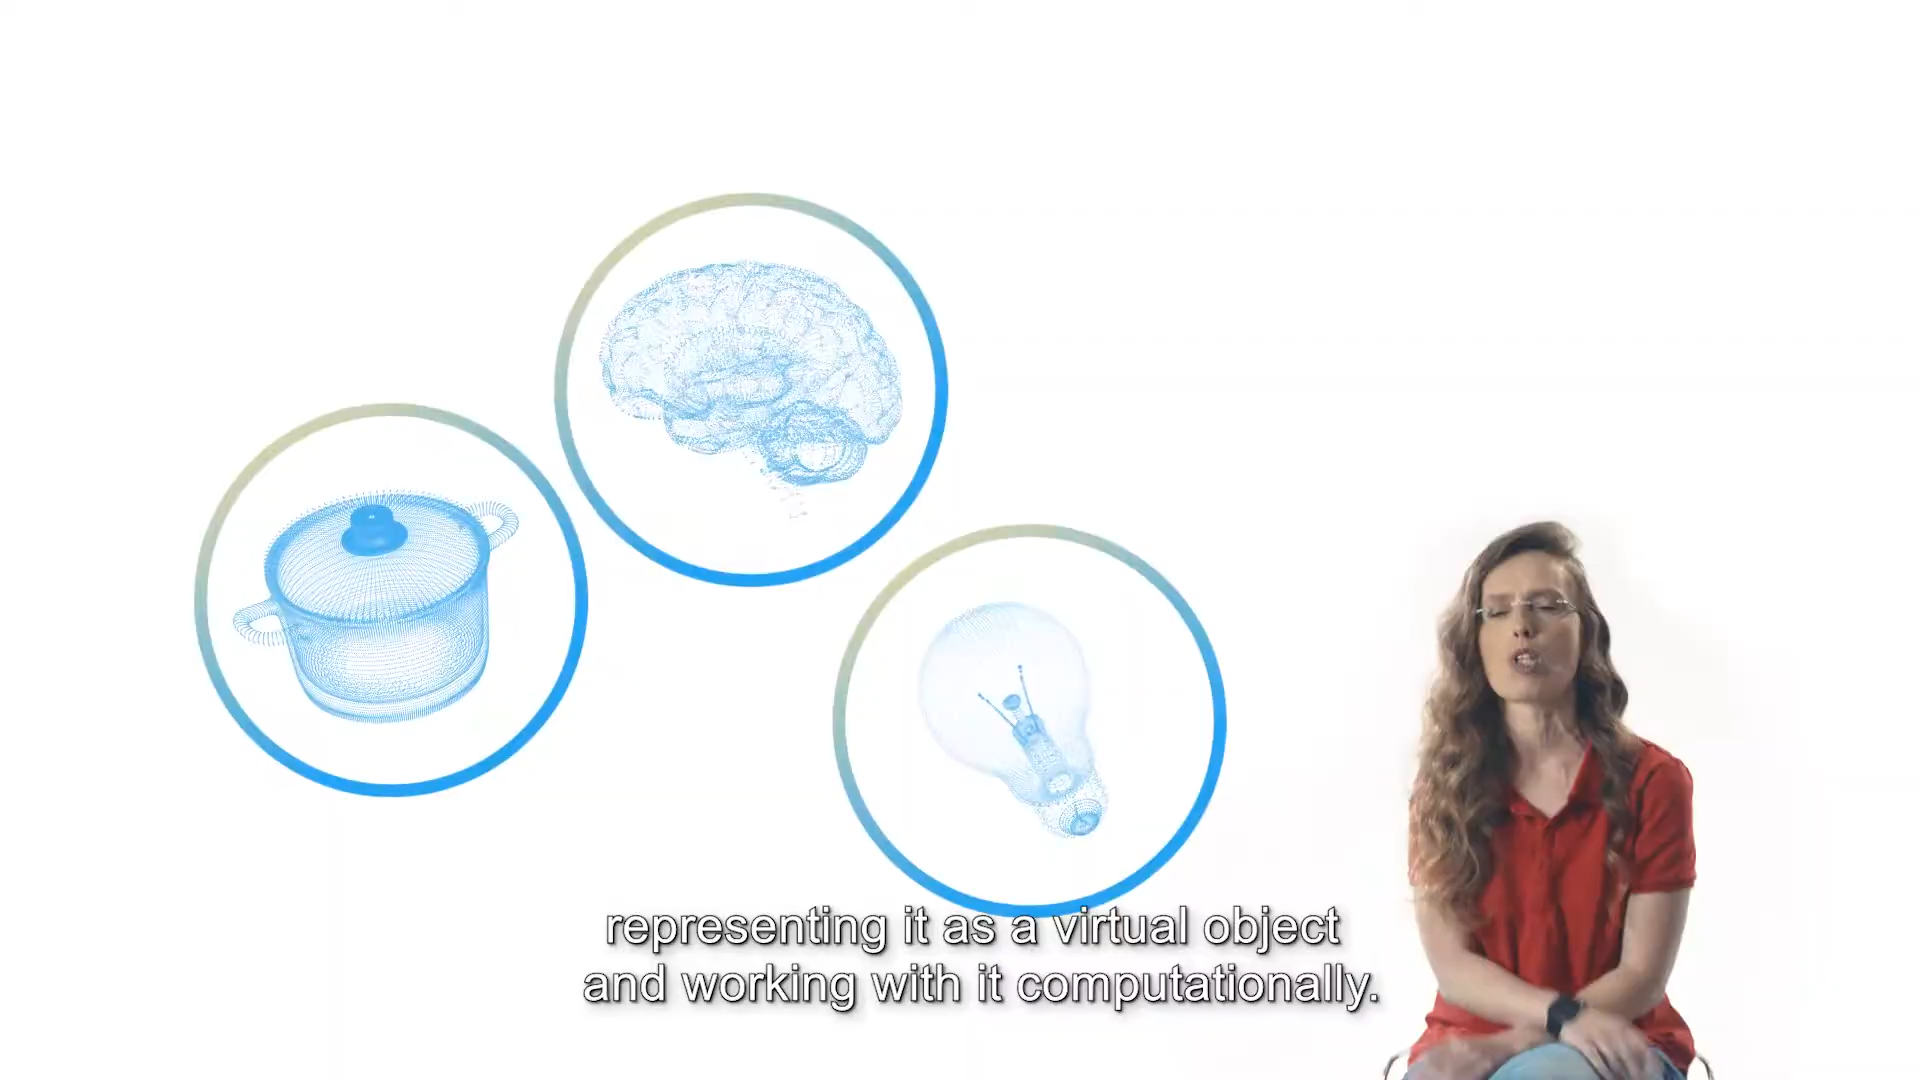 representing it as a virtual object
and working with it computationally.